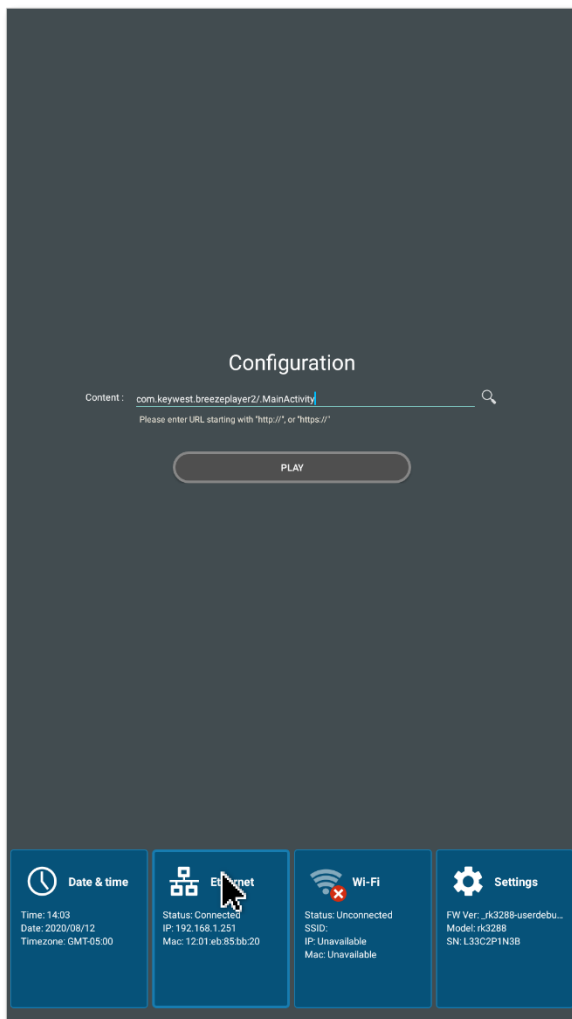 Configuration
Content : com.keywest.breezeplayer2/.MainActivity
Please enter URL starting with "http://", or "https://"
PLAY
Date & time
Time: 14:03
Date: 2020/08/12
Timezone: GMT-05:00
Status: Connected
IP: 192.168.1.251
Mac: 12:01:eb:85:bb:20
Wi-Fi
Status: Unconnected
SSID:
IP: Unavailable
Mac: Unavailable
Settings
FW Ver: _rk3288-userdebu...
Model: rk3288
SN: L33C2P1N3B